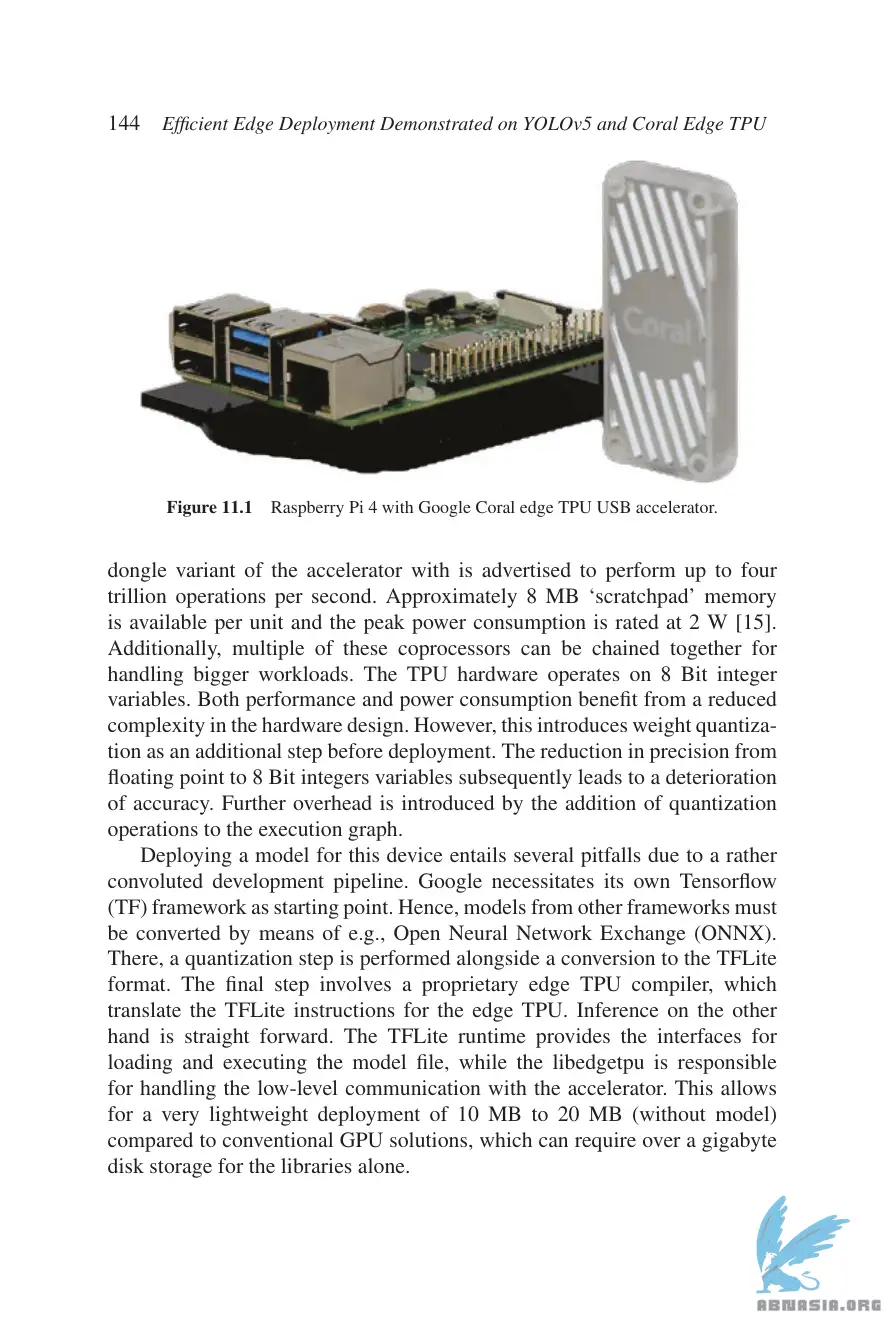 144 Efficient Edge Deployment Demonstrated on YOLOv5 and Coral Edge TPU
Coral
Figure 11.1 Raspberry Pi 4 with Google Coral edge TPU USB accelerator.
dongle variant of the accelerator with is advertised to perform up to four
trillion operations per second. Approximately 8 MB ‘scratchpad’ memory
is available per unit and the peak power consumption is rated at 2 W [15].
Additionally, multiple of these coprocessors can be chained together for
handling bigger workloads. The TPU hardware operates on 8 Bit integer
variables. Both performance and power consumption benefit from a reduced
complexity in the hardware design. However, this introduces weight quantiza-
tion as an additional step before deployment. The reduction in precision from
floating point to 8 Bit integers variables subsequently leads to a deterioration
of accuracy. Further overhead is introduced by the addition of quantization
operations to the execution graph.
Deploying a model for this device entails several pitfalls due to a rather
convoluted development pipeline. Google necessitates its own Tensorflow
(TF) framework as starting point. Hence, models from other frameworks must
be converted by means of e.g., Open Neural Network Exchange (ONNX).
There, a quantization step is performed alongside a conversion to the TFLite
format. The final step involves a proprietary edge TPU compiler, which
translate the TFLite instructions for the edge TPU. Inference on the other
hand is straight forward. The TFLite runtime provides the interfaces for
loading and executing the model file, while the libedgetpu is responsible
for handling the low-level communication with the accelerator. This allows
for a very lightweight deployment of 10 MB to 20 MB (without model)
compared to conventional GPU solutions, which can require over a gigabyte
disk storage for the libraries alone.
ABNASIA.ORG